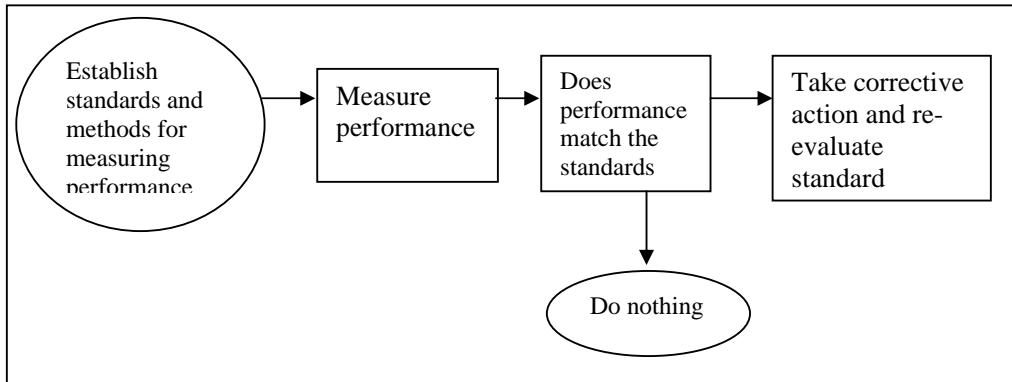 Establish
standards and
methods for
measuring
performance
Measure
performance
Does
performance
match the
standards
Take corrective
action and re-
evaluate
standard
Do nothing